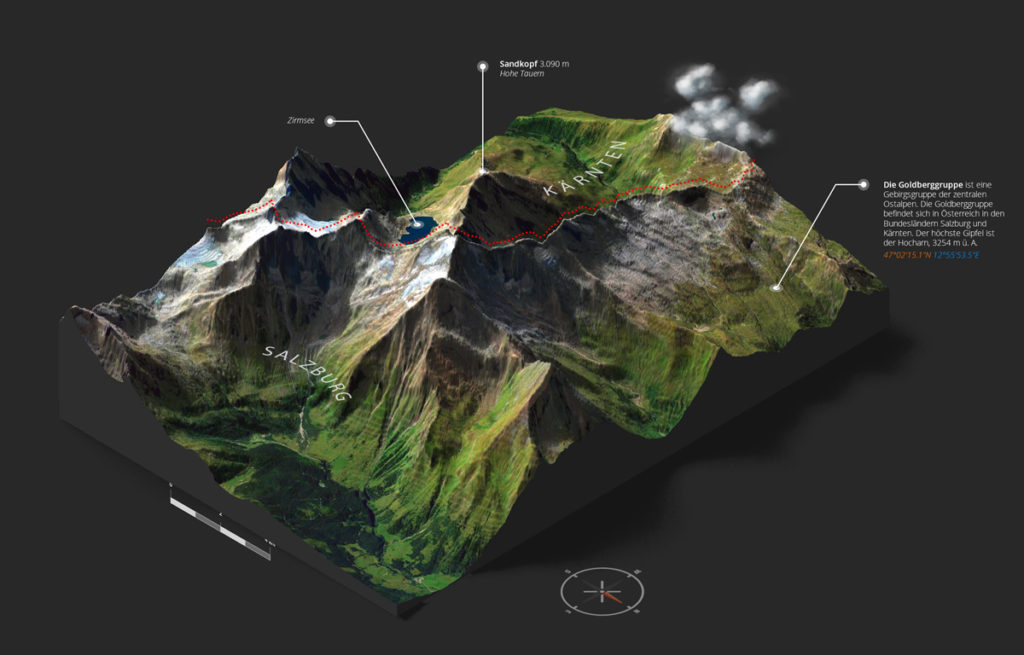 Sandkopf 3.090 m
Hohe Tauern
Zirmsee
KÄRNTEN
Die Goldberggruppe ist eine
Gebirgsgruppe der zentralen
Ostalpen. Die Goldberggruppe
befindet sich in Österreich in den
Bundesländern Salzburg und
Kärnten. Der höchste Gipfel ist
der Hocharn, 3254 m ü. A.
47°02'15.1"N 12°55'53.5"E
SALZBURG